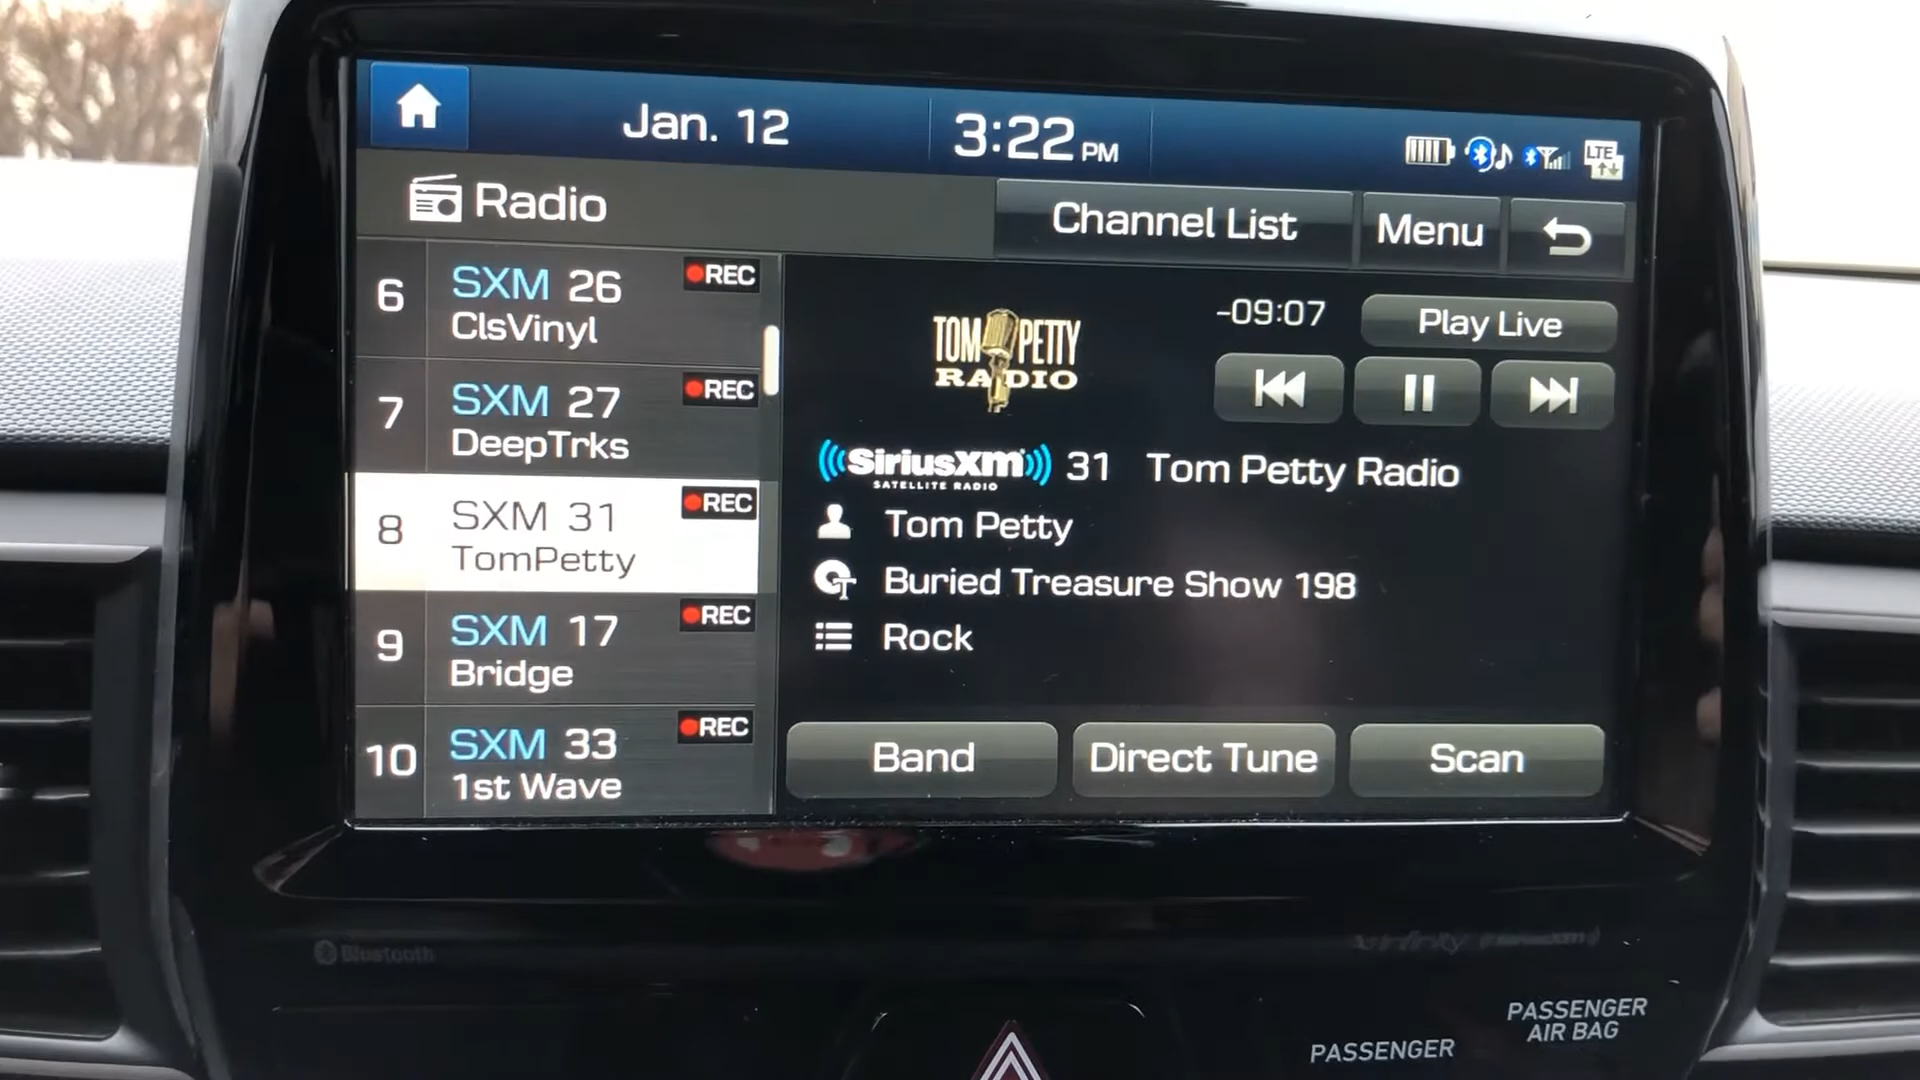 Jan. 12
3:22 PM
LTE
Radio
Channel List
Menu
6
SXM 26
REC
ClsVinyl
7
SXM 27
REC
DeepTrks
8
SXM 31
REC
TomPetty
9
SXM 17
REC
Bridge
10
SXM 33
REC
1st Wave
TOM PETTY
RADIO
-09:07
Play Live
SiriusXM
SATELLITE RADIO
31 Tom Petty Radio
Tom Petty
Buried Treasure Show 198
Rock
Band
Direct Tune
Scan
Bluetooth
Infinity
SiriusXM
PASSENGER
AIR BAG
PASSENGER